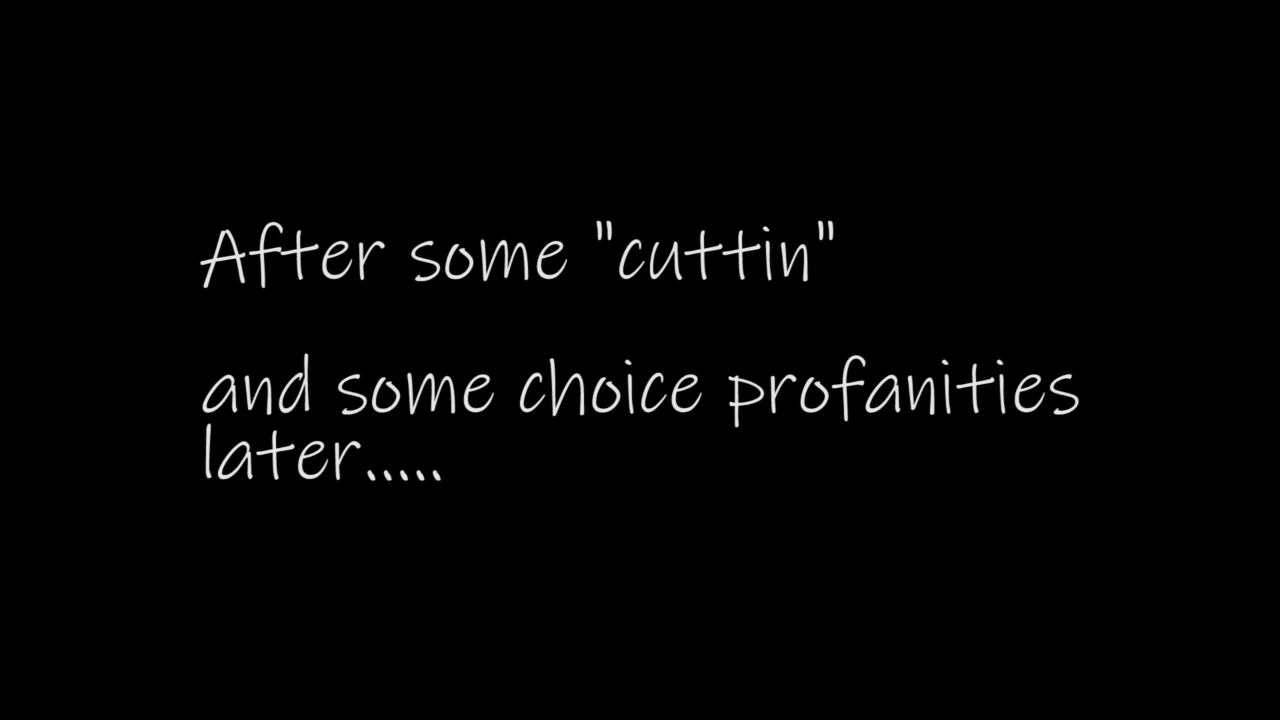 After some "cuttin"
and some choice profanities
later.....